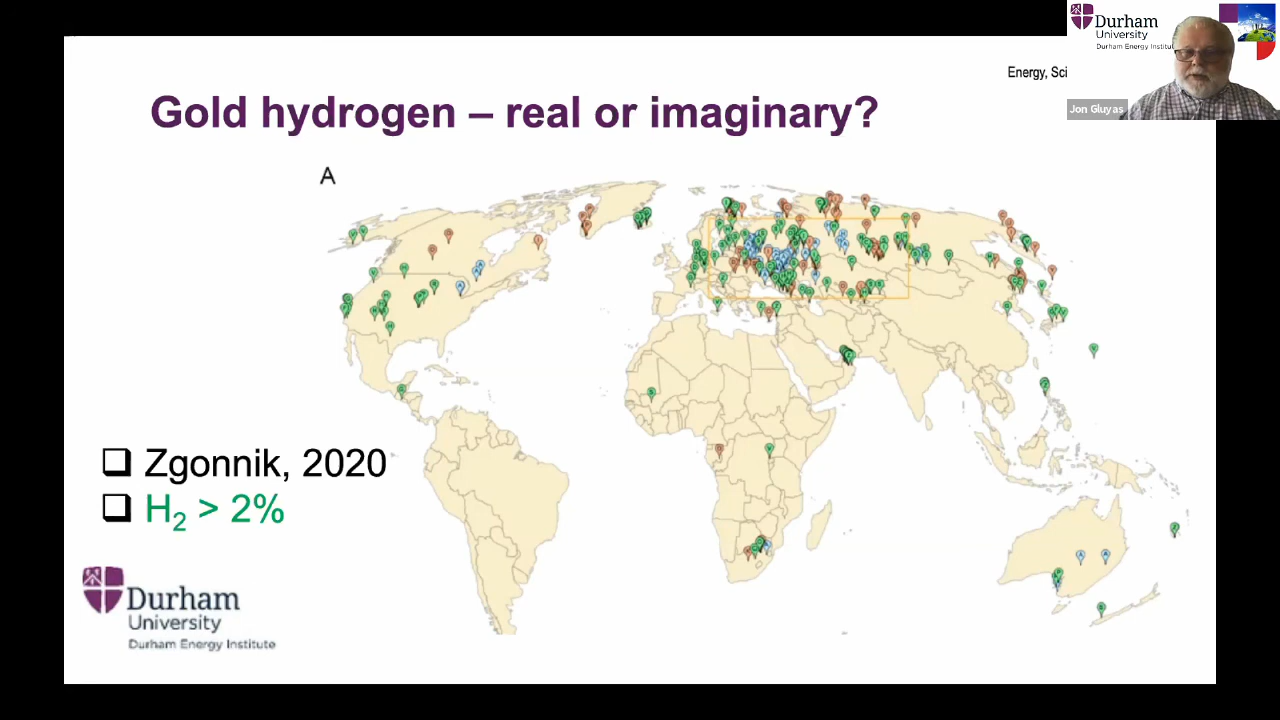 Durham
University
Durham Energy Institu
Energy, Sci
Jon Gluyas
Gold hydrogen – real or imaginary?
A
❑ Zgonnik, 2020
❑ H₂ > 2%
Durham
University
Durham Energy Institute